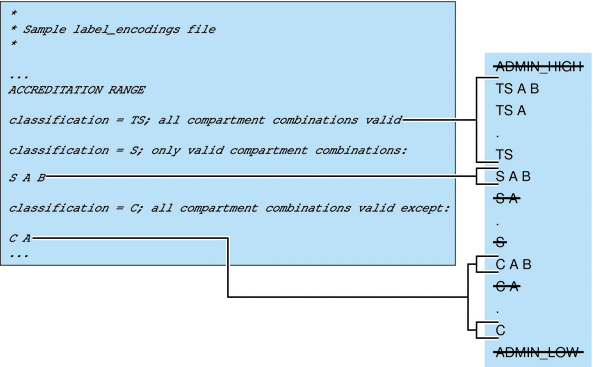 *
* Sample label_encodings file
*
...
ACCREDITATION RANGE
classification = TS; all compartment combinations valid
classification = S; only valid compartment combinations:
S A B
classification = C; all compartment combinations valid except:
C A
...
ADMIN_HIGH
TS A B
TS A
.
TS
S A B
S A
.
S
C A B
C A
.
C
ADMIN_LOW